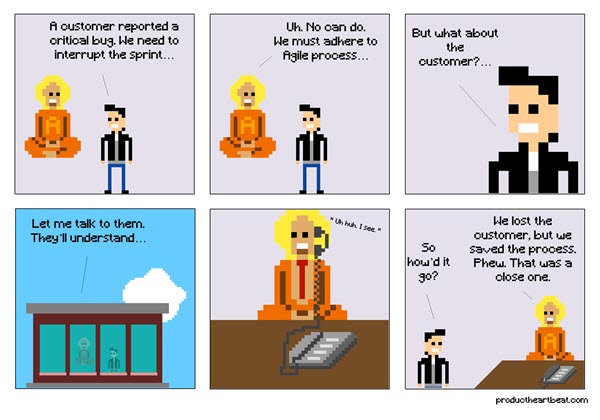 A customer reported a
critical bug. We need to
interrupt the sprint...
Uh. No can do.
We must adhere to
Agile process...
But what about
the
customer?...
Let me talk to them.
They'll understand...
"Uh huh. I see."
So
how'd it
go?
We lost the
customer, but we
saved the process.
Phew. That was a
close one.
productheartbeat.com